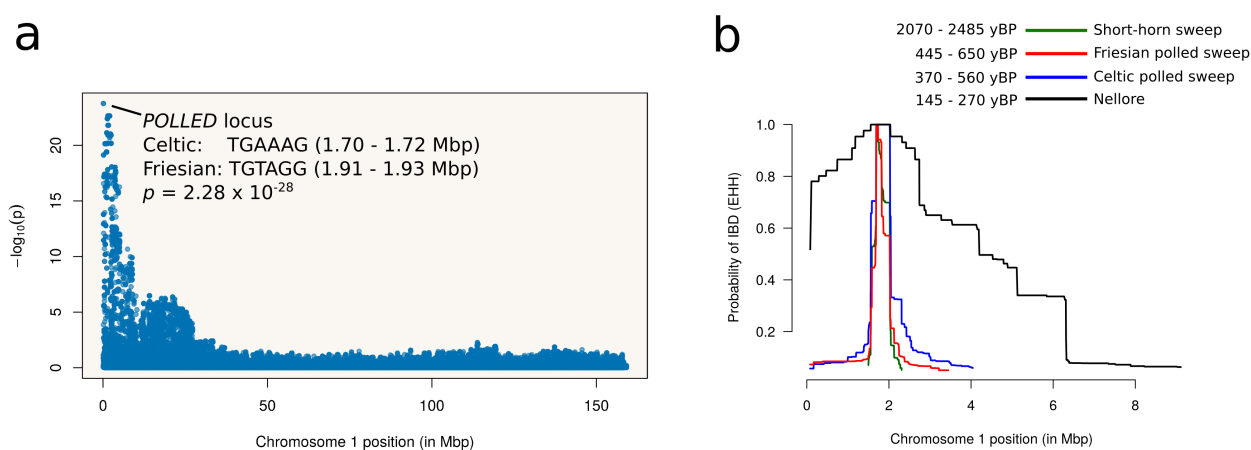 a
POLLED locus
Celtic: TGAAAG (1.70 - 1.72 Mbp)
Friesian: TGTAGG (1.91 - 1.93 Mbp)
p = 2.28 x 10-28
−log10(p)
20
15
10
5
0
0 50 100 150
Chromosome 1 position (in Mbp)
b
2070 - 2485 yBP Short-horn sweep
445 - 650 yBP Friesian polled sweep
370 - 560 yBP Celtic polled sweep
145 - 270 yBP Nellore
Probability of IBD (EHH)
1.0
0.8
0.6
0.4
0.2
0 2 4 6 8
Chromosome 1 position (in Mbp)